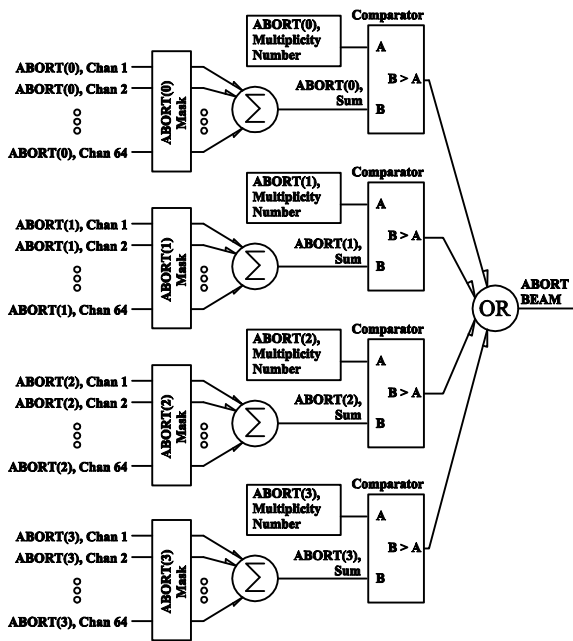 Comparator
ABORT(0),
Multiplicity
Number
A
ABORT(0), Chan 1
ABORT(0), Chan 2
ABORT(0), Chan 64
ABORT(0)
Mask
Σ
ABORT(0),
Sum
B > A
B
Comparator
ABORT(1),
Multiplicity
Number
A
ABORT(1), Chan 1
ABORT(1), Chan 2
ABORT(1), Chan 64
ABORT(1)
Mask
Σ
ABORT(1),
Sum
B > A
B
OR
ABORT
BEAM
Comparator
ABORT(2),
Multiplicity
Number
A
ABORT(2), Chan 1
ABORT(2), Chan 2
ABORT(2), Chan 64
ABORT(2)
Mask
Σ
ABORT(2),
Sum
B > A
B
Comparator
ABORT(3),
Multiplicity
Number
A
ABORT(3), Chan 1
ABORT(3), Chan 2
ABORT(3), Chan 64
ABORT(3)
Mask
Σ
ABORT(3),
Sum
B > A
B